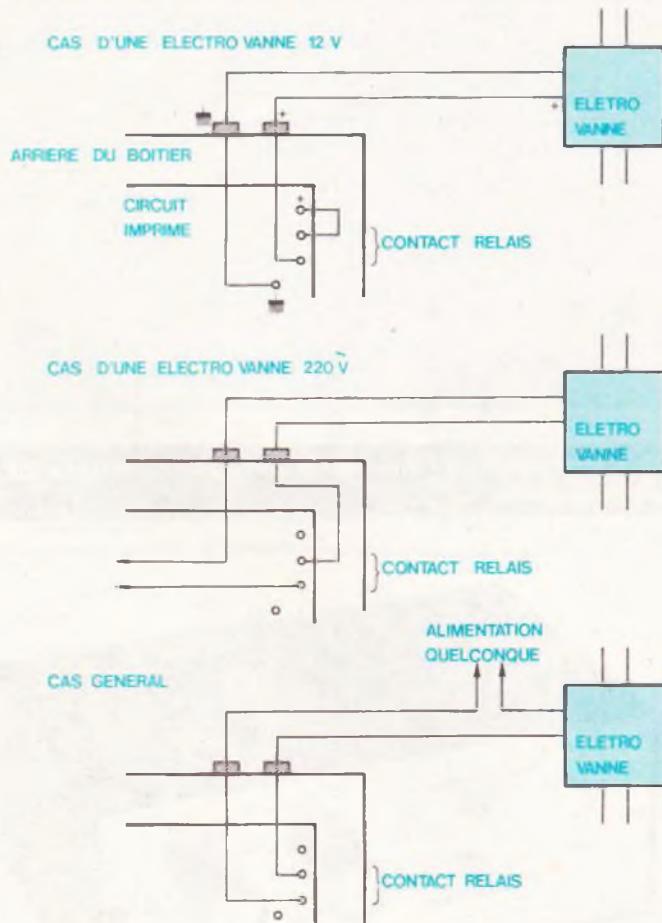 CAS D'UNE ELECTRO VANNE 12 V
+
+
ELETRO
VANNE
ARRIERE DU BOITIER
CIRCUIT
IMPRIME
+
CONTACT RELAIS
CAS D'UNE ELECTRO VANNE 220 ṽ
ELETRO
VANNE
CONTACT RELAIS
ALIMENTATION
QUELCONQUE
CAS GENERAL
ELETRO
VANNE
CONTACT RELAIS